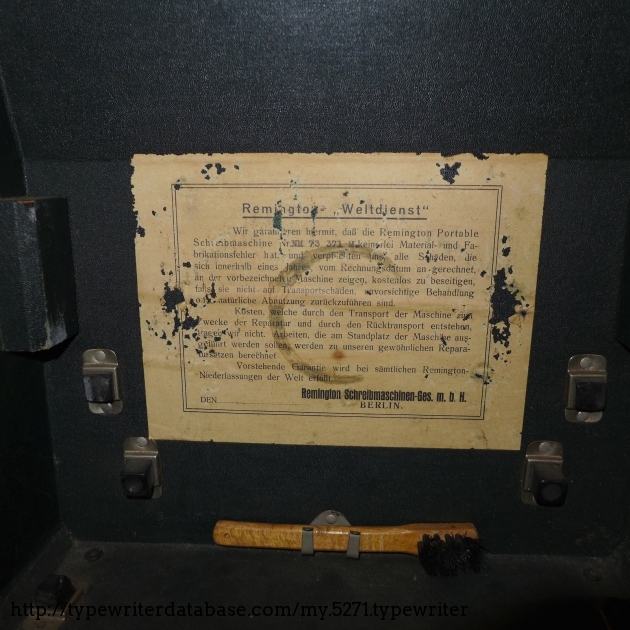 Remington- „Weltdienst“
Wir garantieren hiermit, daß die Remington Portable
Schreibmaschine Nr. NM 73 371 keinerlei Material- und Fa-
brikationsfehler hat und verpflichten alle Schäden, die
sich innerhalb eines Jahres vom Rechnungsdatum an gerechnet,
an der vorbezeichneten Maschine zeigen, kostenlos zu beseitigen,
falls sie nicht auf Transportschäden, unvorsichtige Behandlung
oder natürliche Abnutzung zurückzuführen sind.
Kosten, welche durch den Transport der Maschine zum
Zwecke der Reparatur und durch den Rücktransport entstehen,
tragen wir nicht. Arbeiten, die am Standplatz der Maschine aus-
geführt werden sollen, werden zu unseren gewöhnlichen Repara-
tursätzen berechnet
Vorstehende Garantie wird bei sämtlichen Remington-
Niederlassungen der Welt erfüllt.
Remington Schreibmaschinen-Ges. m. b. H.
DEN BERLIN.
http://typewriterdatabase.com/my.5271.typewriter